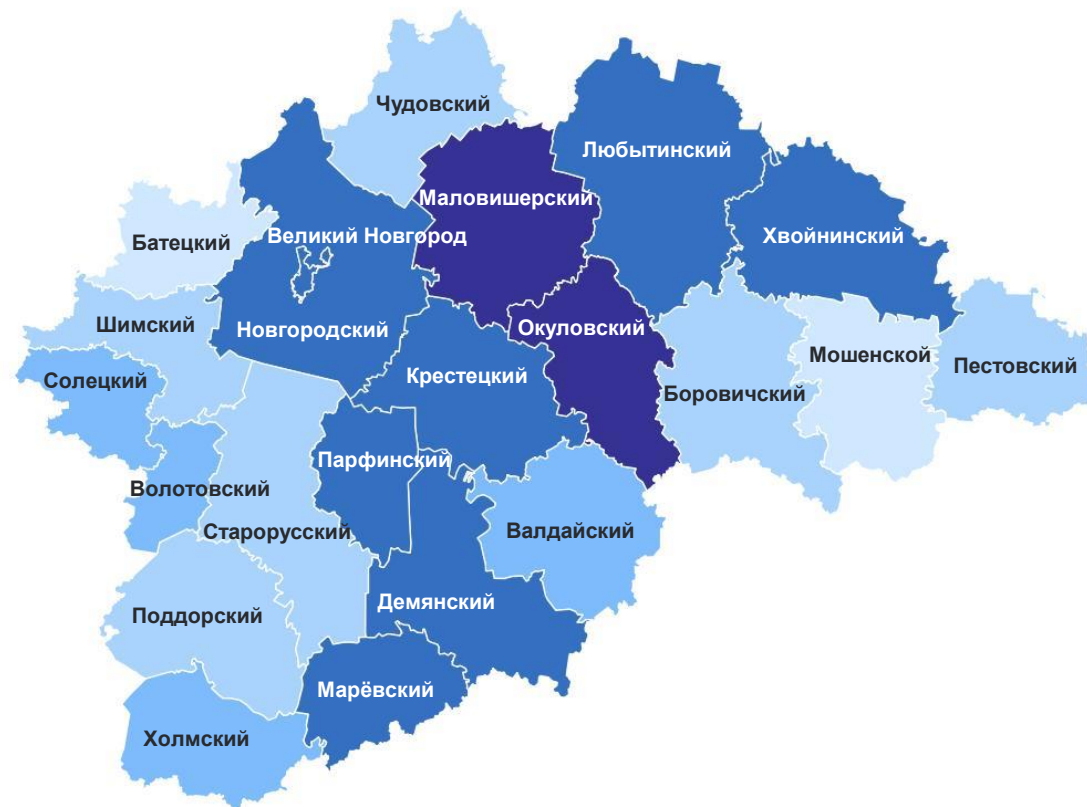 Чудовский
Любытинский
Маловишерский
Хвойнинский
Батецкий
Великий Новгород
Шимский
Новгородский
Окуловский
Мошенской
Пестовский
Солецкий
Крестецкий
Боровичский
Парфинский
Волотовский
Старорусский
Валдайский
Демянский
Поддорский
Марёвский
Холмский